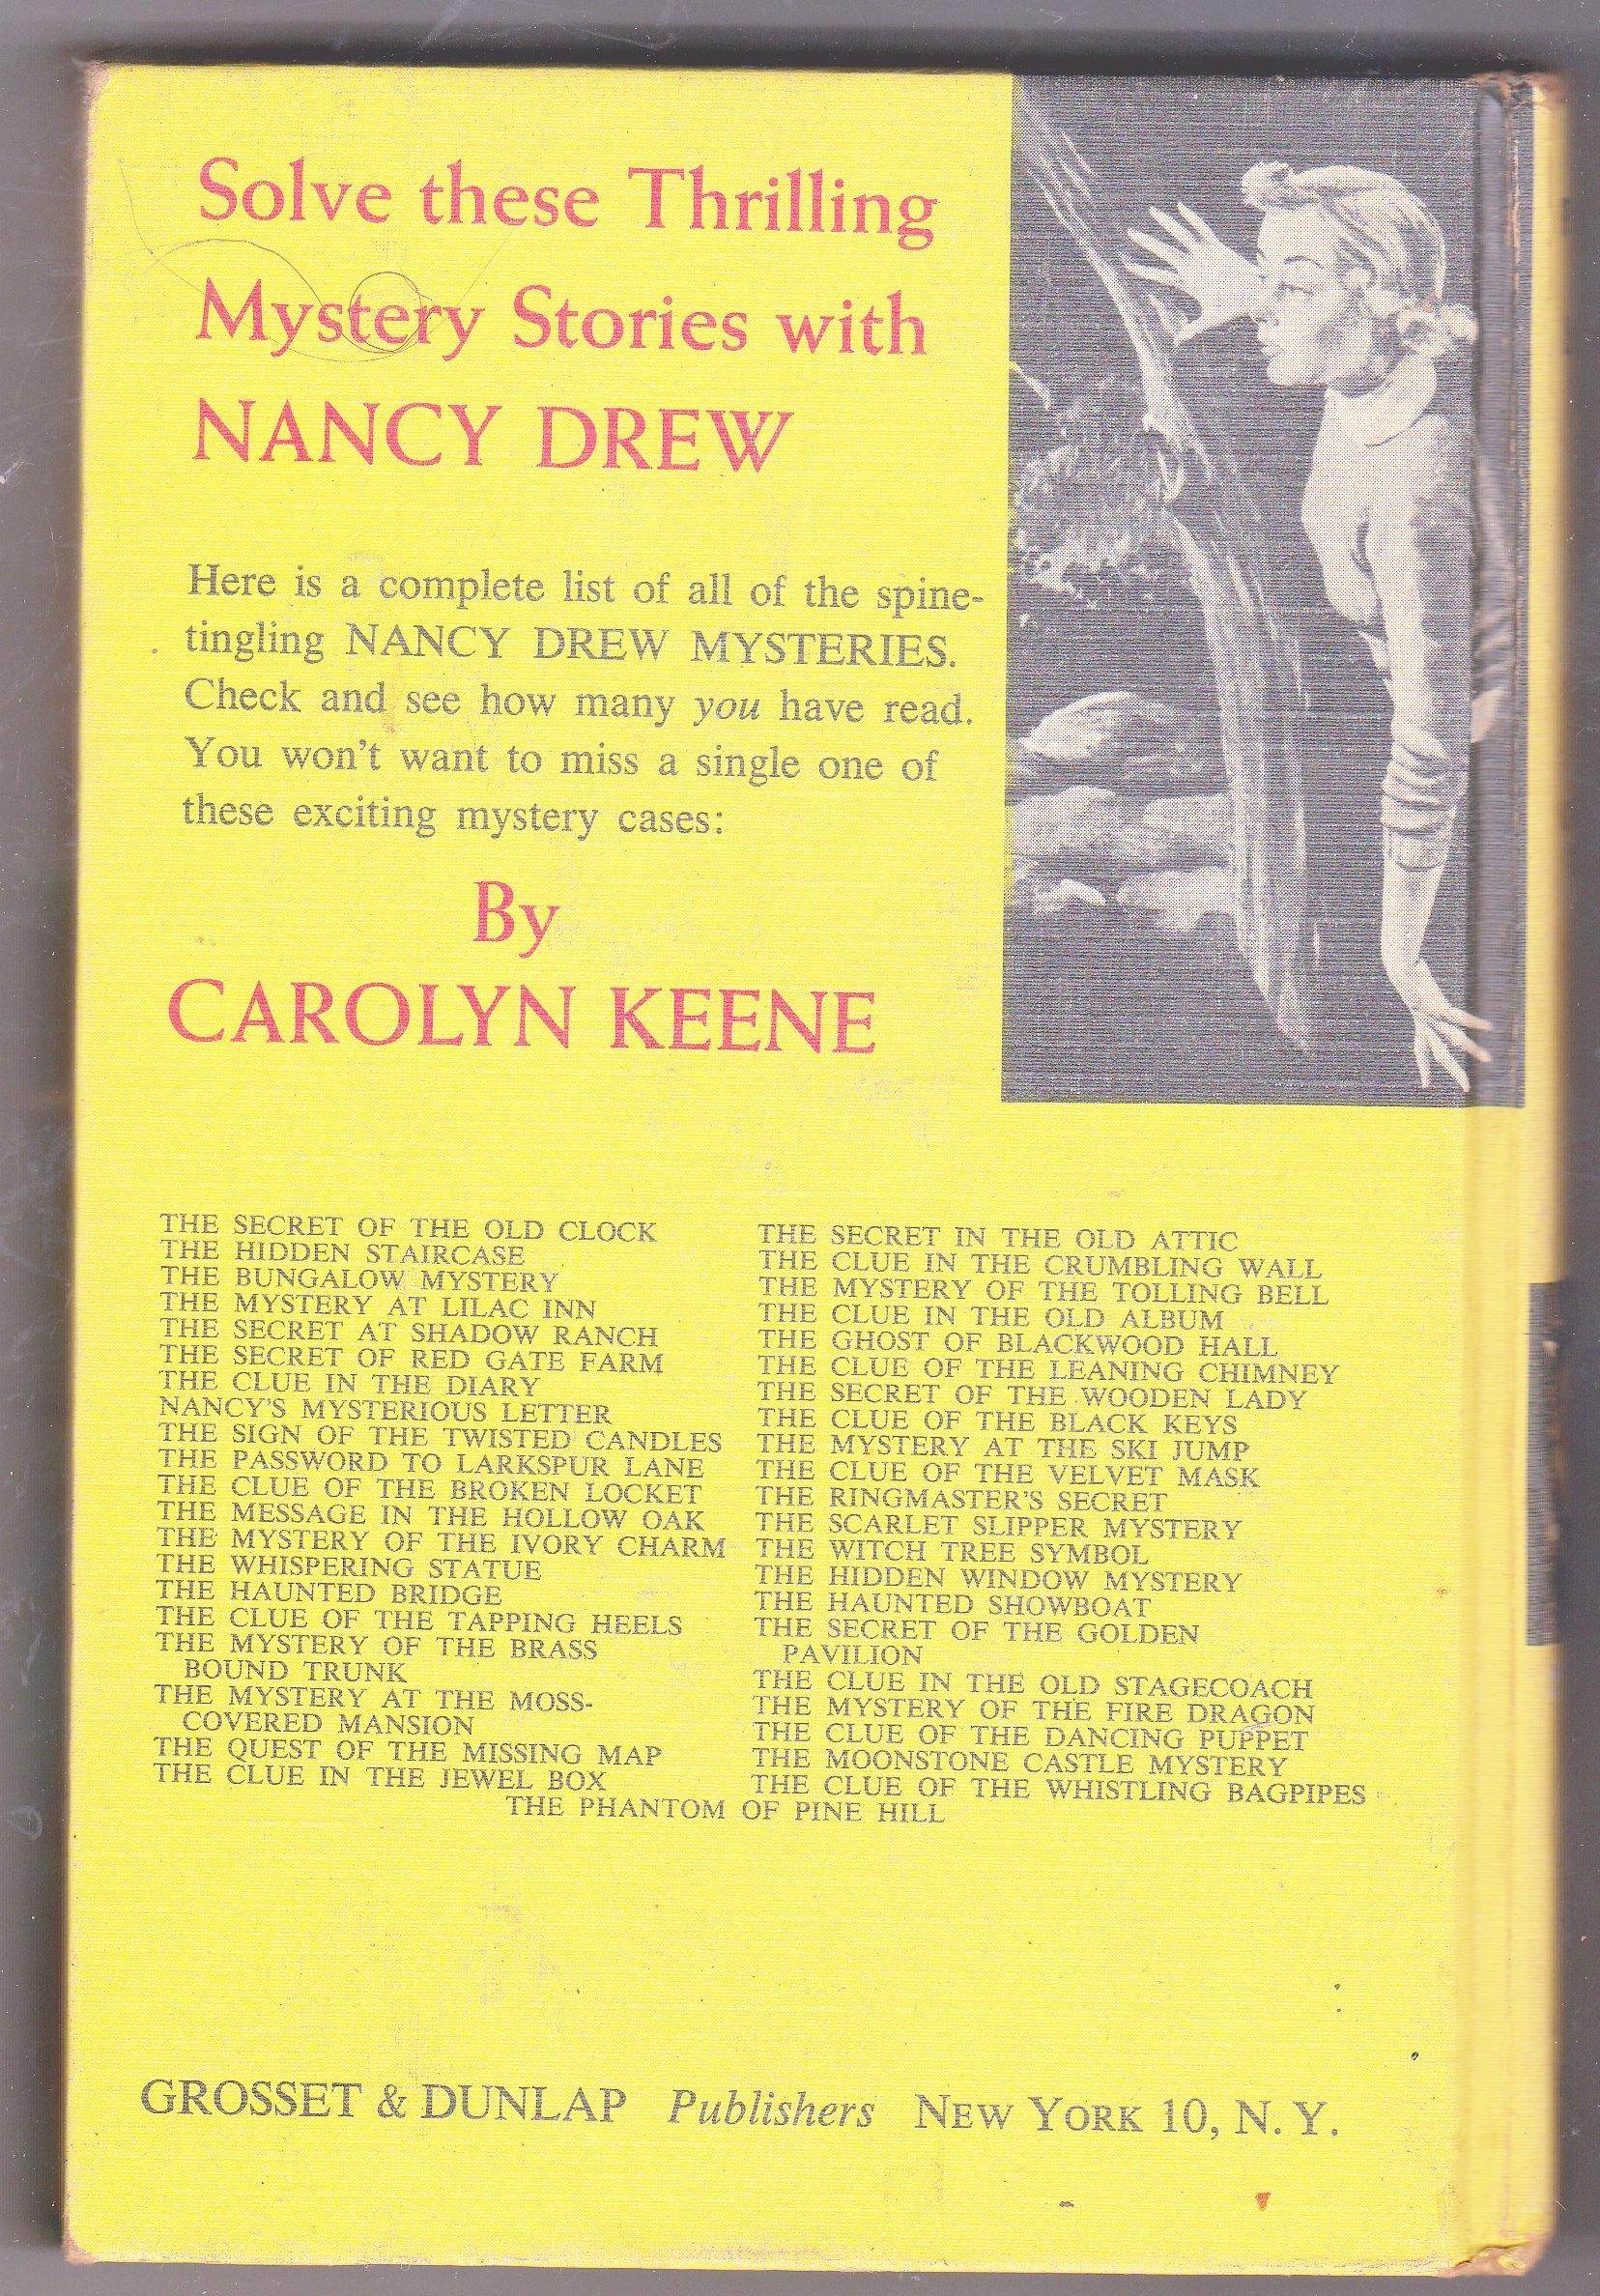 Solve these Thrilling
Mystery Stories with
NANCY DREW
Here is a complete list of all of the spine-
tingling NANCY DREW MYSTERIES.
Check and see how many you have read.
You won't want to miss a single one of
these exciting mystery cases:
By
CAROLYN KEENE
THE SECRET OF THE OLD CLOCK
THE HIDDEN STAIRCASE
THE BUNGALOW MYSTERY
THE MYSTERY AT LILAC INN
THE SECRET AT SHADOW RANCH
THE SECRET OF RED GATE FARM
THE CLUE IN THE DIARY
NANCY'S MYSTERIOUS LETTER
THE SIGN OF THE TWISTED CANDLES
THE PASSWORD TO LARKSPUR LANE
THE CLUE OF THE BROKEN LOCKET
THE MESSAGE IN THE HOLLOW OAK
THE MYSTERY OF THE IVORY CHARM
THE WHISPERING STATUE
THE HAUNTED BRIDGE
THE CLUE OF THE TAPPING HEELS
THE MYSTERY OF THE BRASS
BOUND TRUNK
THE MYSTERY AT THE MOSS-
COVERED MANSION
THE QUEST OF THE MISSING MAP
THE CLUE IN THE JEWEL BOX
THE SECRET IN THE OLD ATTIC
THE CLUE IN THE CRUMBLING WALL
THE MYSTERY OF THE TOLLING BELL
THE CLUE IN THE OLD ALBUM
THE GHOST OF BLACKWOOD HALL
THE CLUE OF THE LEANING CHIMNEY
THE SECRET OF THE WOODEN LADY
THE CLUE OF THE BLACK KEYS
THE MYSTERY AT THE SKI JUMP
THE CLUE OF THE VELVET MASK
THE RINGMASTER'S SECRET
THE SCARLET SLIPPER MYSTERY
THE WITCH TREE SYMBOL
THE HIDDEN WINDOW MYSTERY
THE HAUNTED SHOWBOAT
THE SECRET OF THE GOLDEN
PAVILION
THE CLUE IN THE OLD STAGECOACH
THE MYSTERY OF THE FIRE DRAGON
THE CLUE OF THE DANCING PUPPET
THE MOONSTONE CASTLE MYSTERY
THE CLUE OF THE WHISTLING BAGPIPES
THE PHANTOM OF PINE HILL
GROSSET & DUNLAP Publishers NEW YORK 10, N. Y.